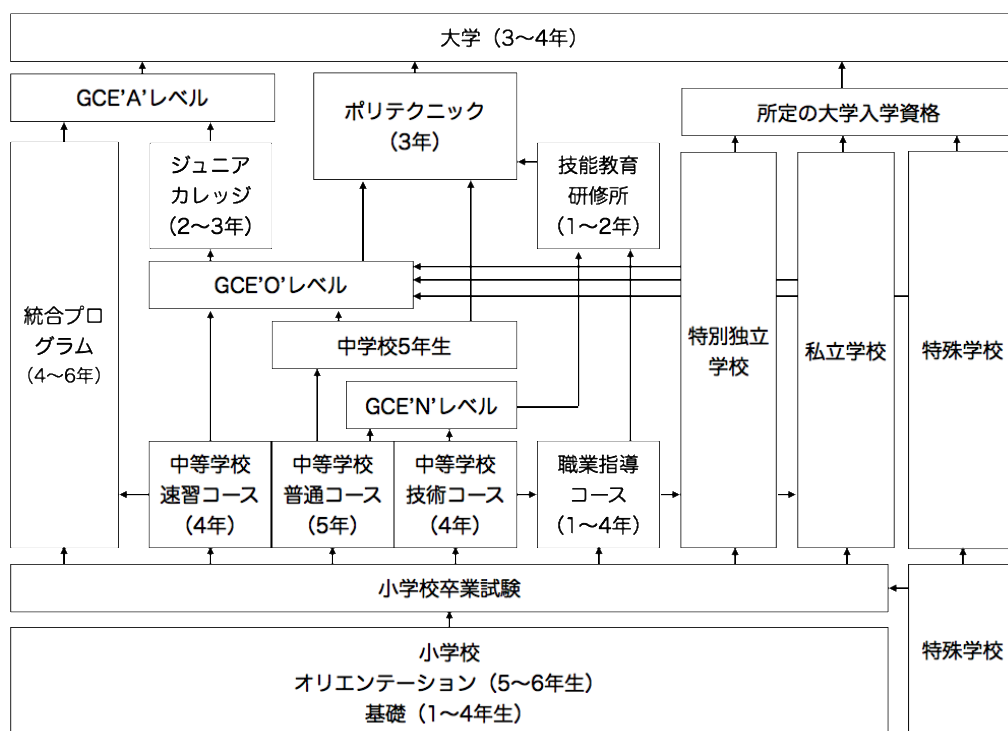 大学（3〜4年）
GCE’A’レベル
ポリテクニック
（3年）
所定の大学入学資格
ジュニア
カレッジ
（2〜3年）
技能教育
研修所
（1〜2年）
GCE’O’レベル
統合プロ
グラム
（4〜6年）
中学校5年生
特別独立
学校
私立学校
特殊学校
GCE’N’レベル
中等学校
速習コース
（4年）
中等学校
普通コース
（5年）
中等学校
技術コース
（4年）
職業指導
コース
（1〜4年）
小学校卒業試験
小学校
オリエンテーション（5〜6年生）
基礎（1〜4年生）
特殊学校